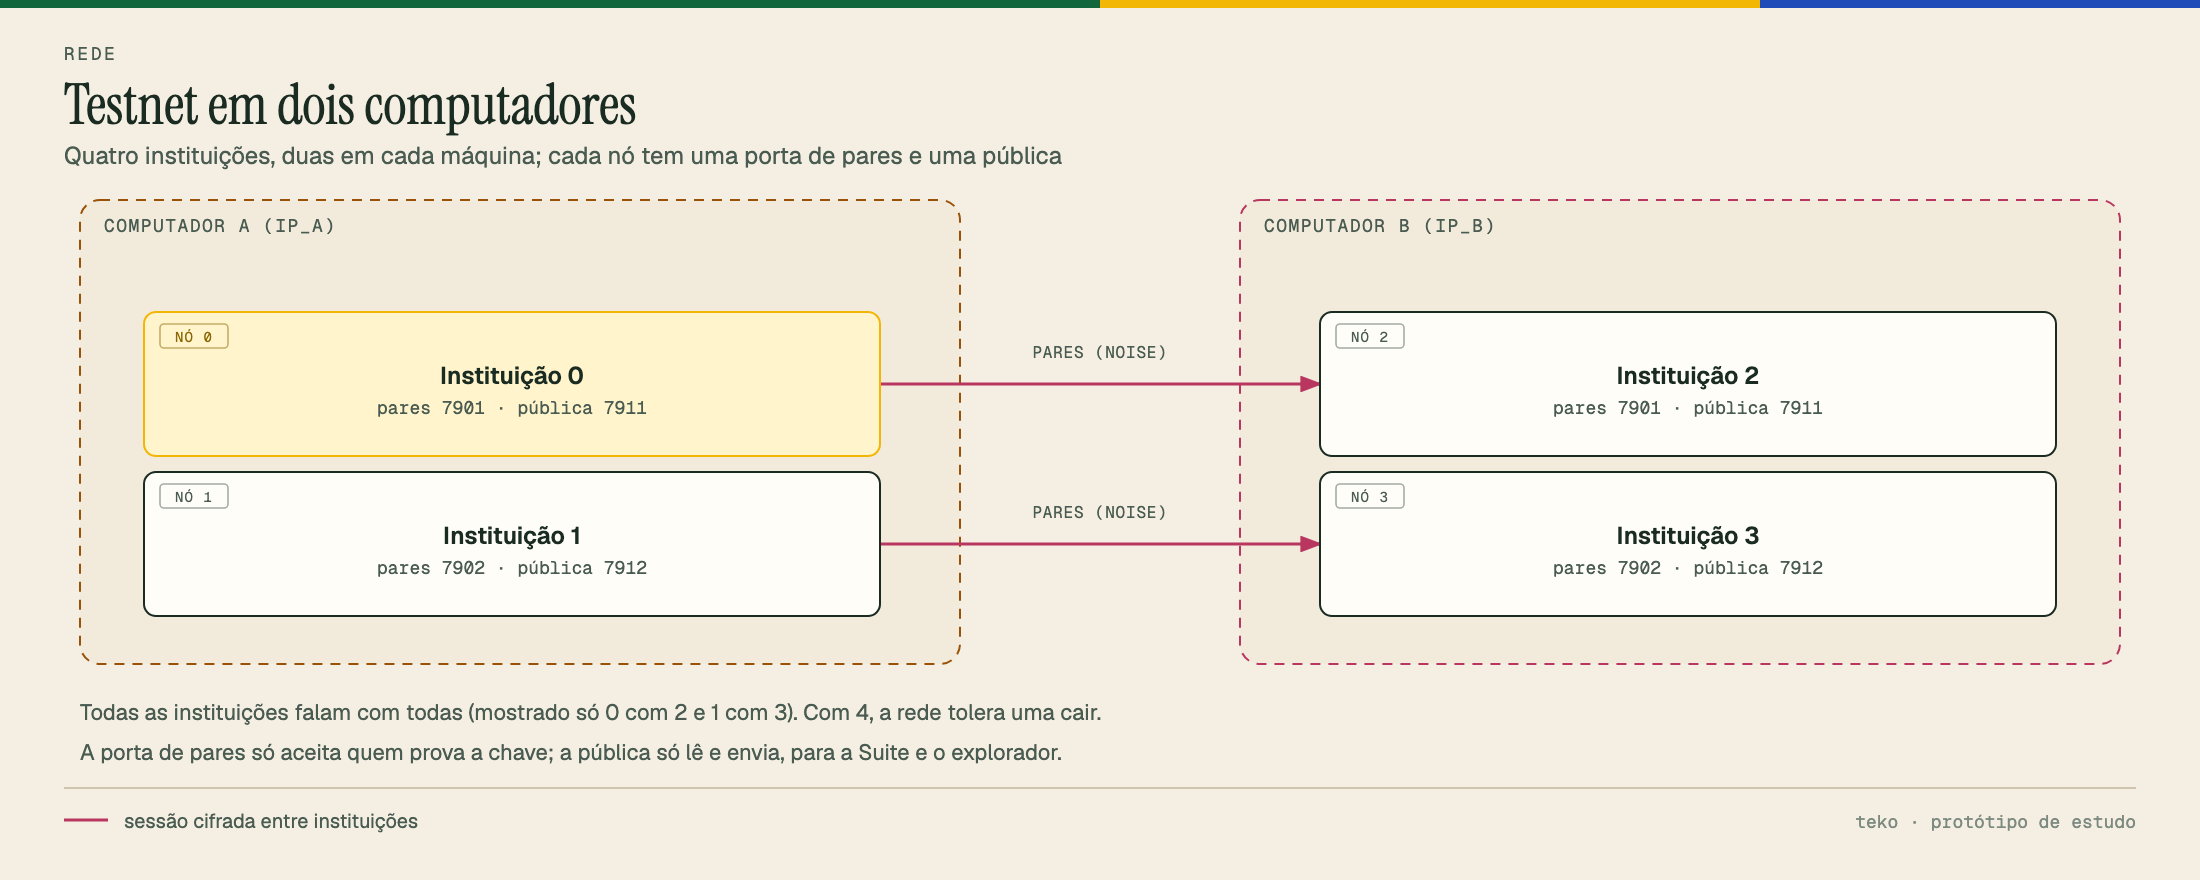 REDE
Testnet em dois computadores
Quatro instituições, duas em cada máquina; cada nó tem uma porta de pares e uma pública
COMPUTADOR A (IP_A)
NÓ 0
Instituição 0
pares 7901 · pública 7911
NÓ 1
Instituição 1
pares 7902 · pública 7912
PARES (NOISE)
PARES (NOISE)
COMPUTADOR B (IP_B)
NÓ 2
Instituição 2
pares 7901 · pública 7911
NÓ 3
Instituição 3
pares 7902 · pública 7912
Todas as instituições falam com todas (mostrado só 0 com 2 e 1 com 3). Com 4, a rede tolera uma cair.
A porta de pares só aceita quem prova a chave; a pública só lê e envia, para a Suite e o explorador.
sessão cifrada entre instituições
teko · protótipo de estudo